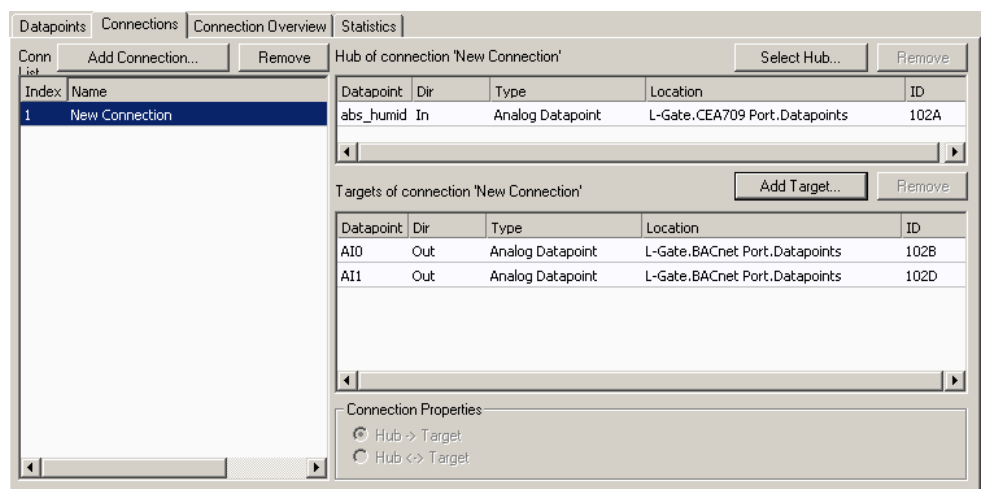 Datapoints Connections Connection Overview Statistics
Conn List Add Connection... Remove
Index Name
1 New Connection
Hub of connection 'New Connection' Select Hub... Remove
Datapoint Dir Type Location ID
abs_humid In Analog Datapoint L-Gate.CEA709 Port.Datapoints 102A
Targets of connection 'New Connection' Add Target... Remove
Datapoint Dir Type Location ID
AI0 Out Analog Datapoint L-Gate.BACnet Port.Datapoints 102B
AI1 Out Analog Datapoint L-Gate.BACnet Port.Datapoints 102D
Connection Properties
Hub -> Target
Hub <-> Target